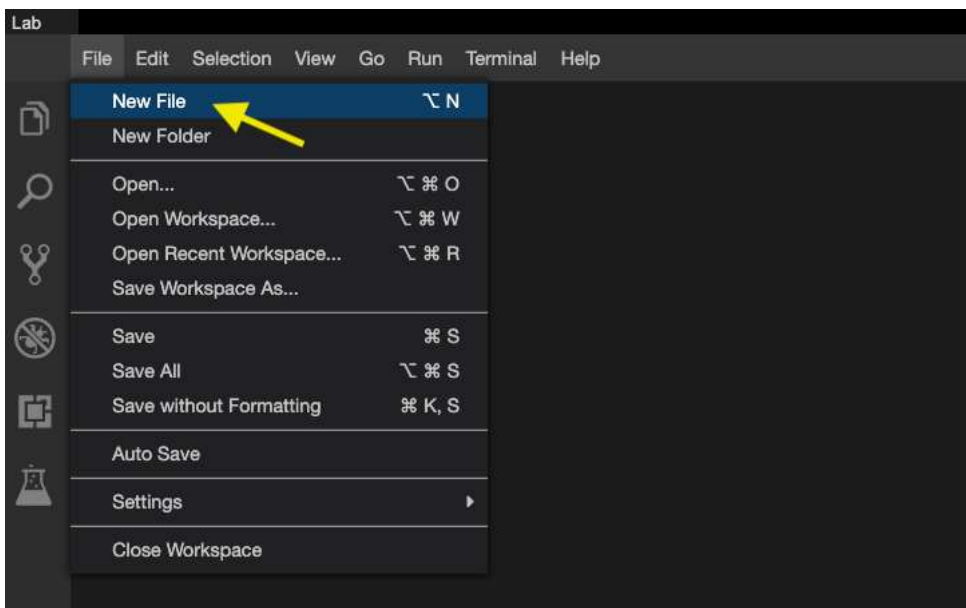 Lab
File Edit Selection View Go Run Terminal Help
New File ⌥ N
New Folder
Open... ⌥ ⌘ O
Open Workspace... ⌥ ⌘ W
Open Recent Workspace... ⌥ ⌘ R
Save Workspace As...
Save ⌘ S
Save All ⌥ ⌘ S
Save without Formatting ⌘ K, S
Auto Save
Settings
Close Workspace